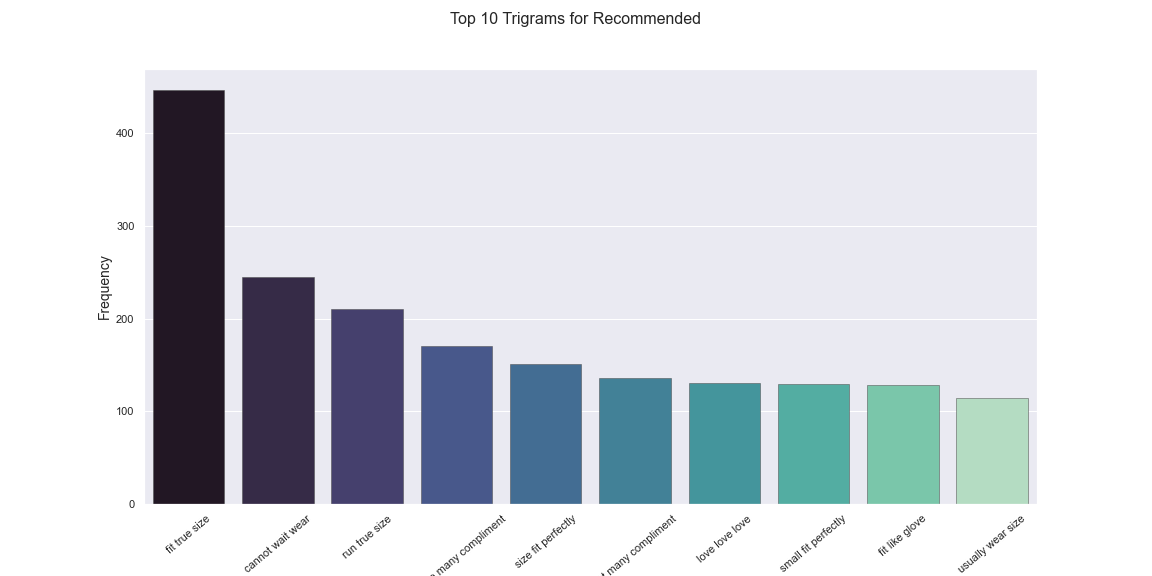 Top 10 Trigrams for Recommended
Frequency
400
300
200
100
0
fit true size
cannot wait wear
run true size
many compliment
size fit perfectly
many compliment
love love love
small fit perfectly
fit like glove
usually wear size